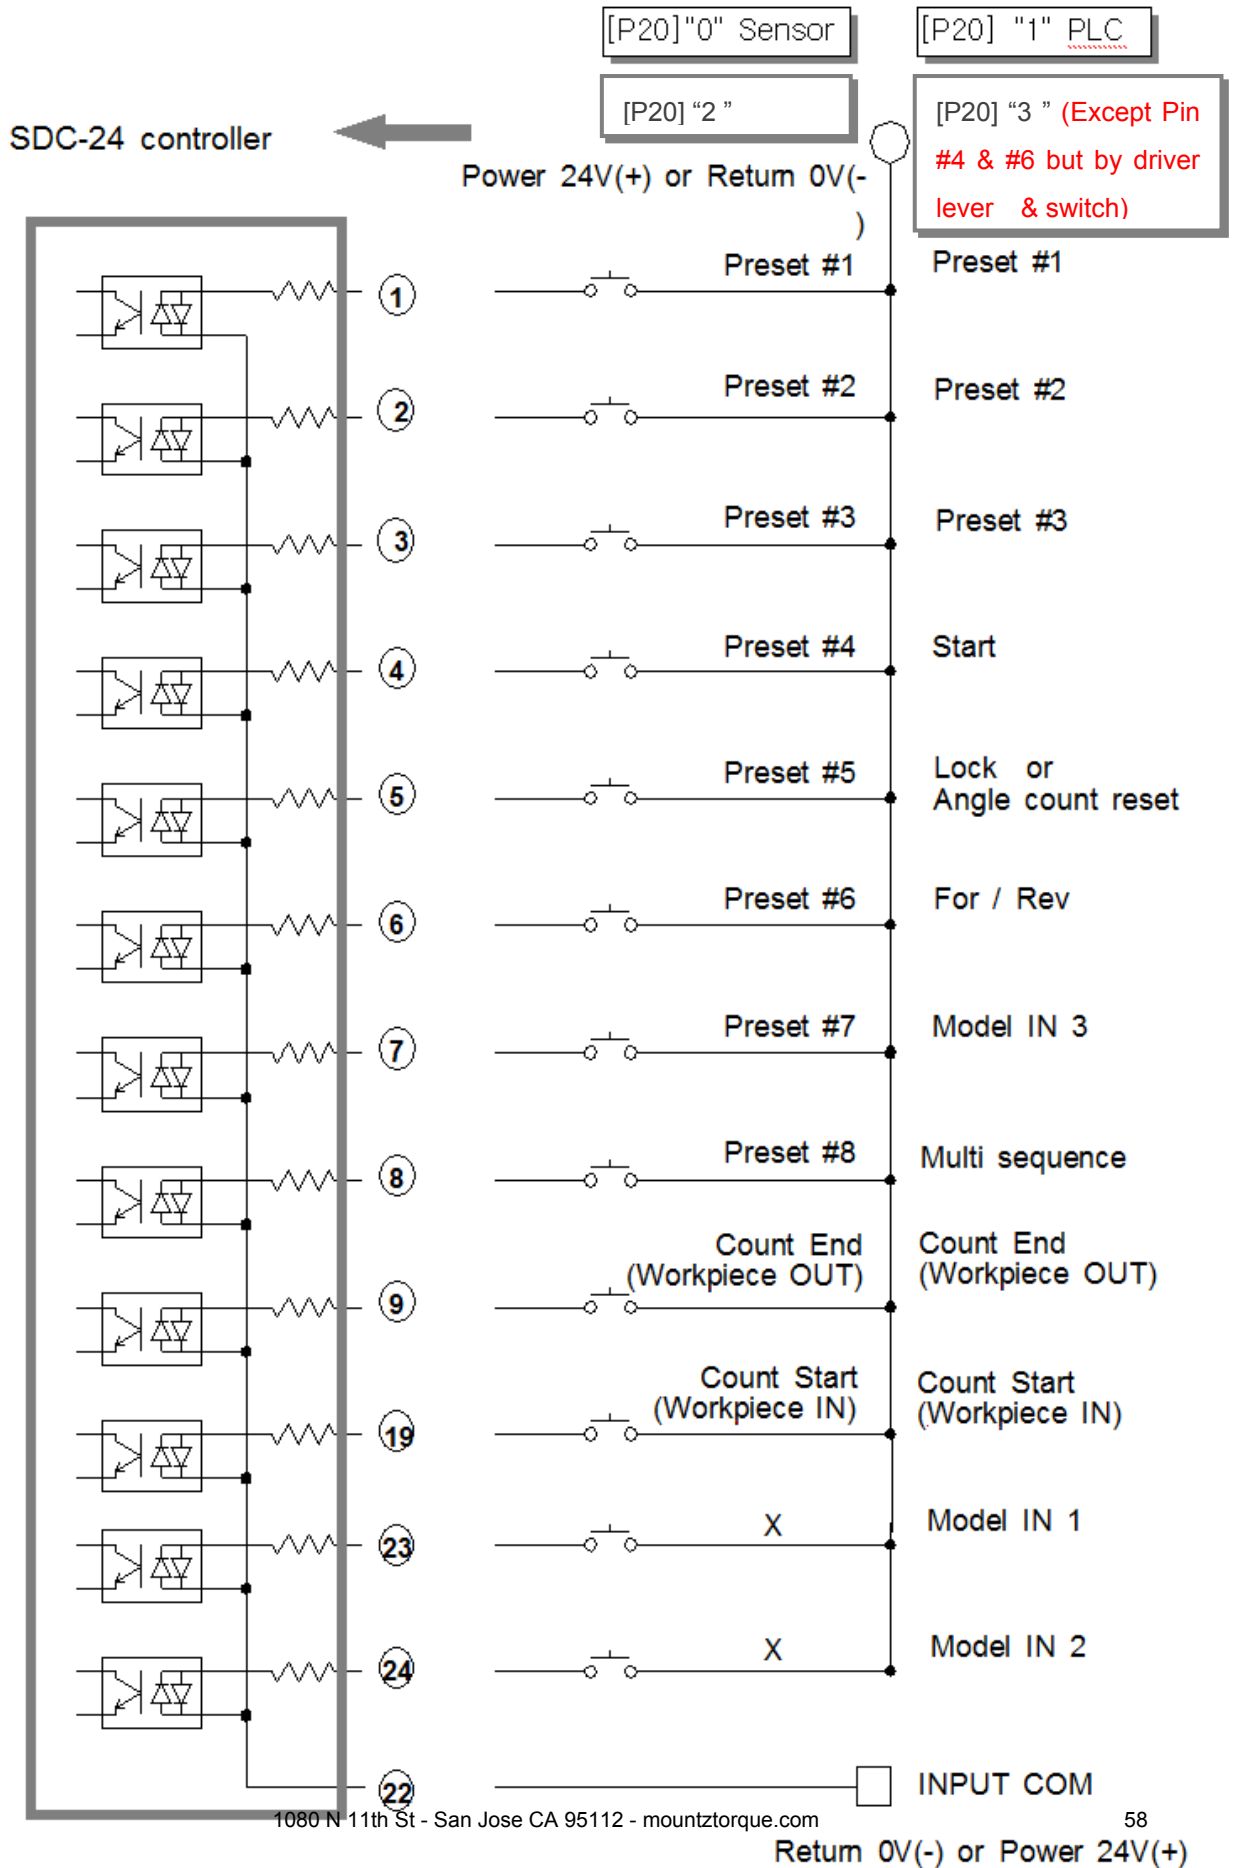 [P20]"0" Sensor
[P20] "1" PLC
[P20] “2 ”
[P20] “3 ” (Except Pin
#4 & #6 but by driver
lever & switch)
SDC-24 controller
Power 24V(+) or Return 0V(-
)
1
Preset #1
Preset #1
2
Preset #2
Preset #2
3
Preset #3
Preset #3
4
Preset #4
Start
5
Preset #5
Lock or
Angle count reset
6
Preset #6
For / Rev
7
Preset #7
Model IN 3
8
Preset #8
Multi sequence
9
Count End
(Workpiece OUT)
Count End
(Workpiece OUT)
19
Count Start
(Workpiece IN)
Count Start
(Workpiece IN)
23
X
Model IN 1
24
X
Model IN 2
22
INPUT COM
1080 N 11th St - San Jose CA 95112 - mountztorque.com
58
Return 0V(-) or Power 24V(+)